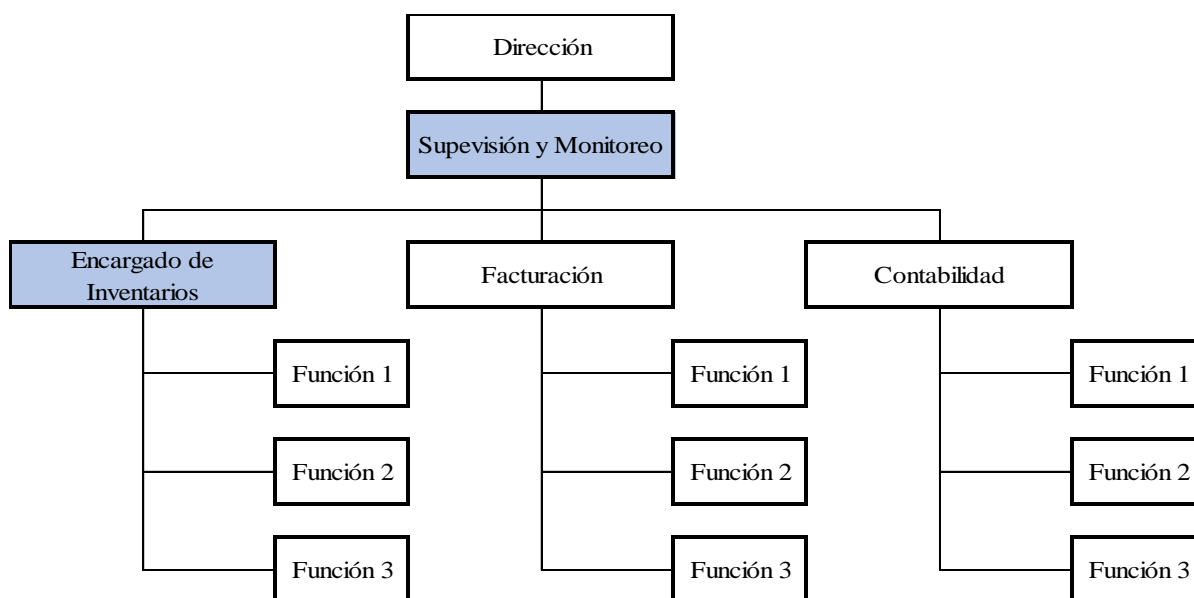 Dirección
Supevisión y Monitoreo
Encargado de
Inventarios
Facturación
Contabilidad
Función 1
Función 1
Función 1
Función 2
Función 2
Función 2
Función 3
Función 3
Función 3